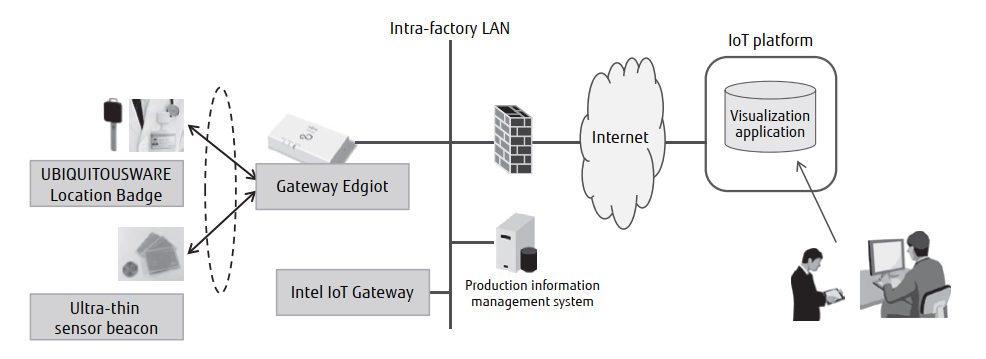 Intra-factory LAN
IoT platform
Visualization
application
Internet
UBIQUITOUSWARE
Location Badge
Gateway Edgiot
Ultra-thin
sensor beacon
Intel IoT Gateway
Production information
management system